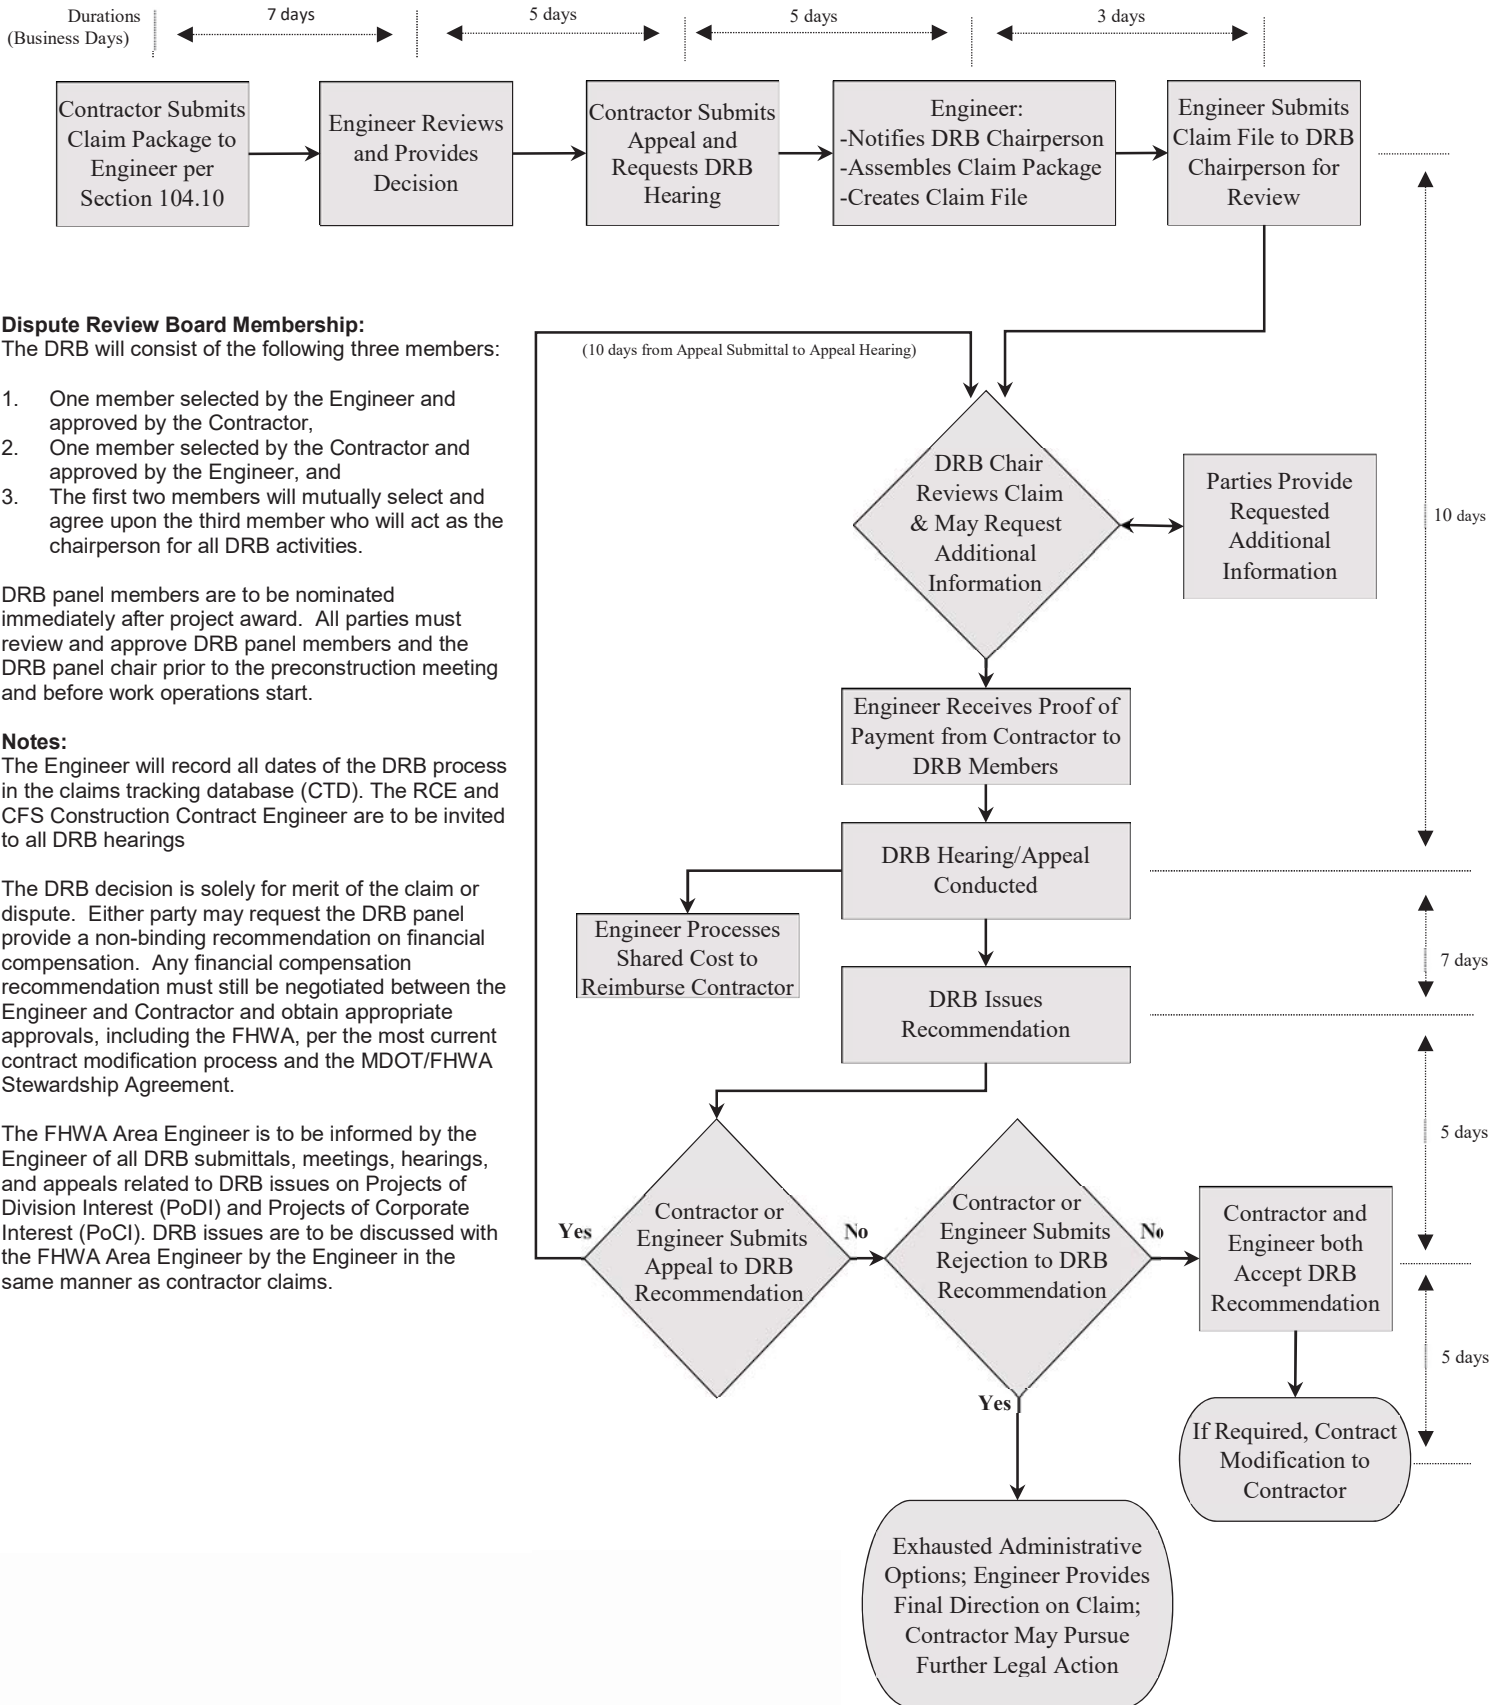 Durations
(Business Days)
7 days
5 days
5 days
3 days
Contractor Submits
Claim Package to
Engineer per
Section 104.10
Engineer Reviews
and Provides
Decision
Contractor Submits
Appeal and
Requests DRB
Hearing
Engineer:
-Notifies DRB Chairperson
-Assembles Claim Package
-Creates Claim File
Engineer Submits
Claim File to DRB
Chairperson for
Review
Dispute Review Board Membership:
The DRB will consist of the following three members:
1. One member selected by the Engineer and
approved by the Contractor,
2. One member selected by the Contractor and
approved by the Engineer, and
3. The first two members will mutually select and
agree upon the third member who will act as the
chairperson for all DRB activities.
DRB panel members are to be nominated
immediately after project award. All parties must
review and approve DRB panel members and the
DRB panel chair prior to the preconstruction meeting
and before work operations start.
Notes:
The Engineer will record all dates of the DRB process
in the claims tracking database (CTD). The RCE and
CFS Construction Contract Engineer are to be invited
to all DRB hearings
The DRB decision is solely for merit of the claim or
dispute. Either party may request the DRB panel
provide a non-binding recommendation on financial
compensation. Any financial compensation
recommendation must still be negotiated between the
Engineer and Contractor and obtain appropriate
approvals, including the FHWA, per the most current
contract modification process and the MDOT/FHWA
Stewardship Agreement.
The FHWA Area Engineer is to be informed by the
Engineer of all DRB submittals, meetings, hearings,
and appeals related to DRB issues on Projects of
Division Interest (PoDI) and Projects of Corporate
Interest (PoCI). DRB issues are to be discussed with
the FHWA Area Engineer by the Engineer in the
same manner as contractor claims.
(10 days from Appeal Submittal to Appeal Hearing)
DRB Chair
Reviews Claim
& May Request
Additional
Information
Parties Provide
Requested
Additional
Information
10 days
Engineer Receives Proof of
Payment from Contractor to
DRB Members
DRB Hearing/Appeal
Conducted
Engineer Processes
Shared Cost to
Reimburse Contractor
7 days
DRB Issues
Recommendation
5 days
Yes
Contractor or
Engineer Submits
Appeal to DRB
Recommendation
No
Contractor or
Engineer Submits
Rejection to DRB
Recommendation
No
Contractor and
Engineer both
Accept DRB
Recommendation
5 days
Yes
If Required, Contract
Modification to
Contractor
Exhausted Administrative
Options; Engineer Provides
Final Direction on Claim;
Contractor May Pursue
Further Legal Action